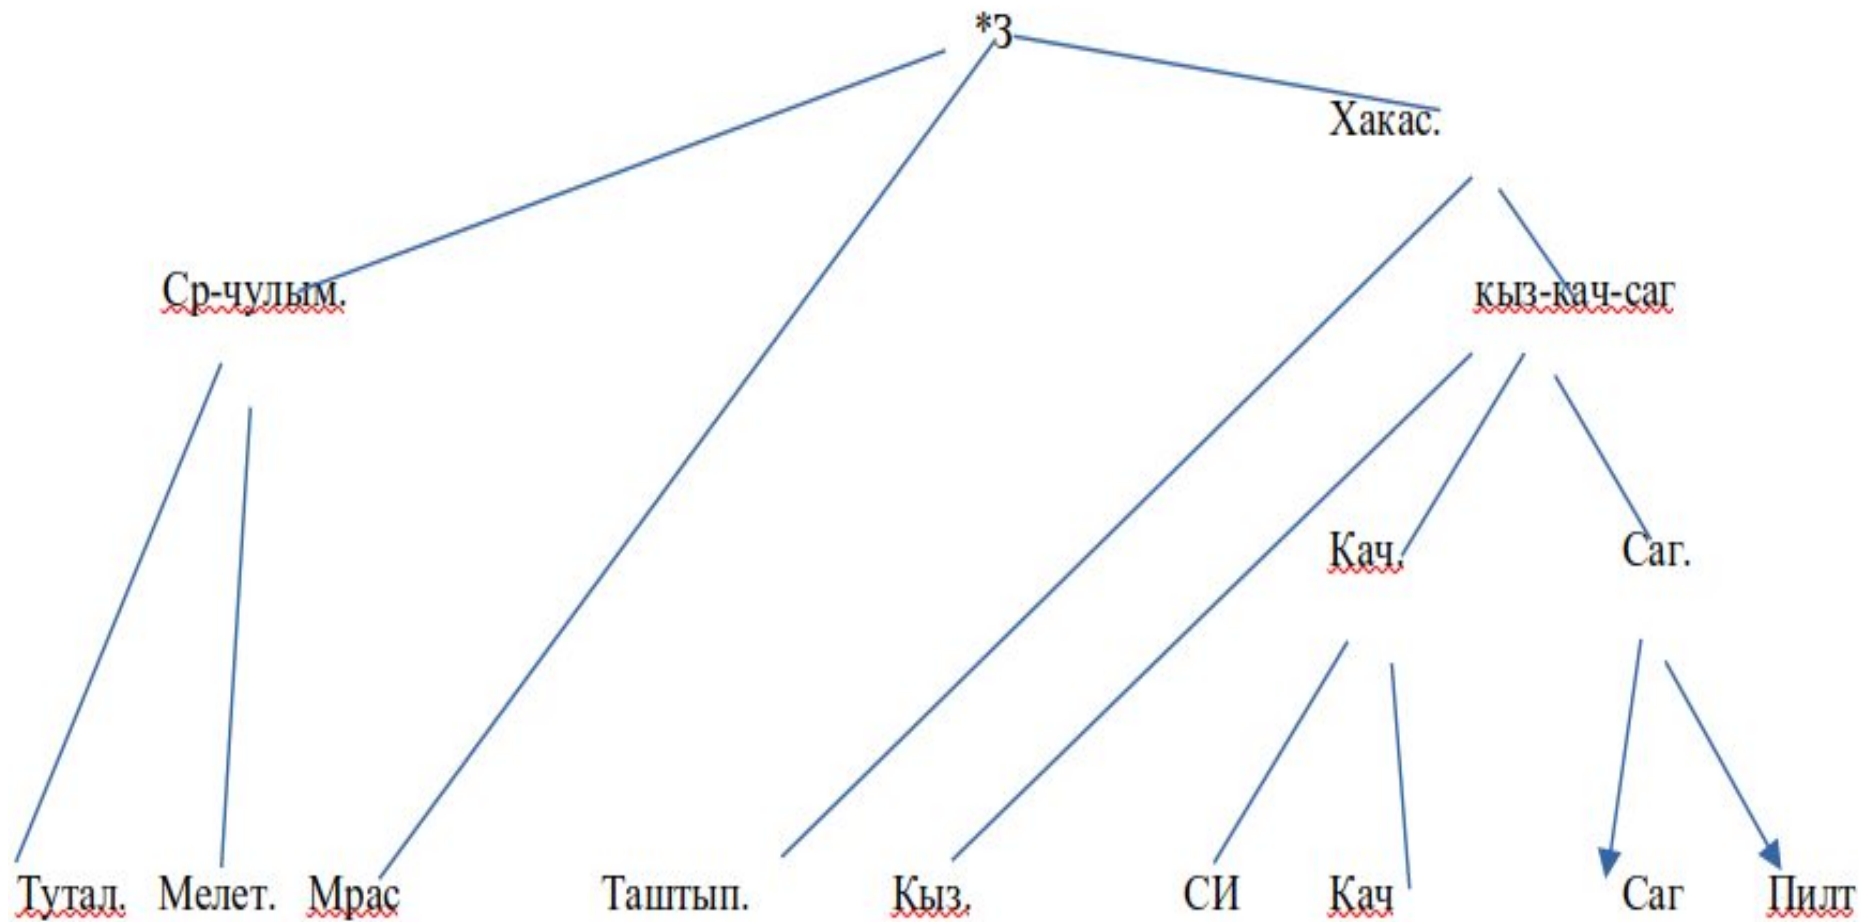 *З
Хакас.
Ср-чулым.
кыз-кач-саг
Кач.
Саг.
Тутал. Мелет. Мрас Таштып. Кыз. СИ Кач Саг Пилт